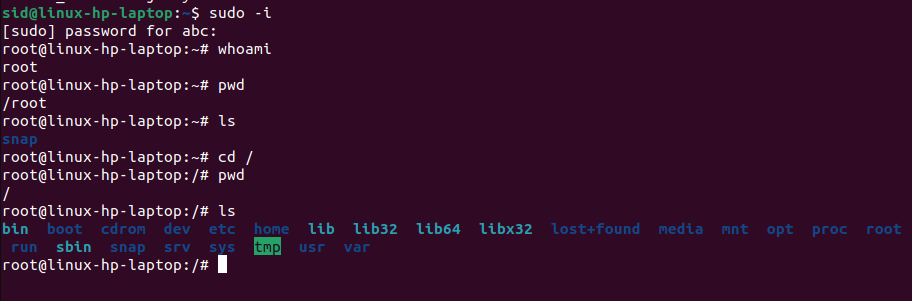 sid@linux-hp-laptop:~$ sudo -i
[sudo] password for abc:
root@linux-hp-laptop:~# whoami
root
root@linux-hp-laptop:~# pwd
/root
root@linux-hp-laptop:~# ls
snap
root@linux-hp-laptop:~# cd /
root@linux-hp-laptop:/# pwd
/
root@linux-hp-laptop:/# ls
bin boot cdrom dev etc home lib lib32 lib64 libx32 lost+found media mnt opt proc root
run sbin snap srv sys tmp usr var
root@linux-hp-laptop:/#